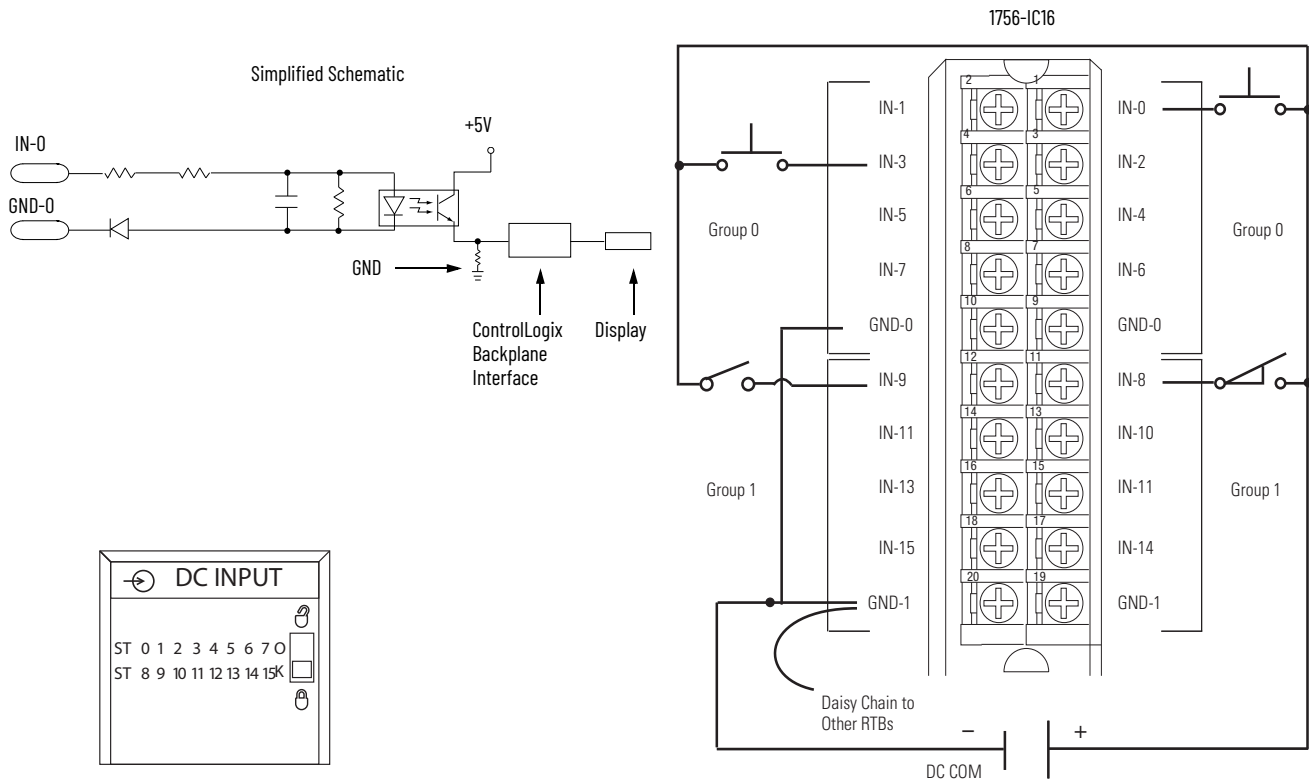 1756-IC16
Simplified Schematic
IN-0
GND-0
+5V
GND
ControlLogix
Backplane
Interface
Display
DC INPUT
ST 0 1 2 3 4 5 6 7 O
ST 8 9 10 11 12 13 14 15 K
2 1
IN-1 IN-0
4 3
IN-3 IN-2
6 5
IN-5 IN-4
Group 0 Group 0
8 7
IN-7 IN-6
10 9
GND-0 GND-0
12 11
IN-9 IN-8
14 13
IN-11 IN-10
16 15
IN-13 IN-11
Group 1 Group 1
18 17
IN-15 IN-14
20 19
GND-1 GND-1
Daisy Chain to
Other RTBs
– +
DC COM